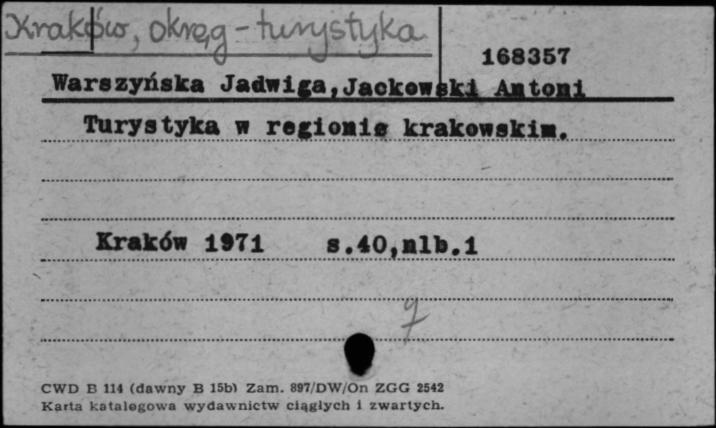 Kraków, okręg - turystyka
168357
Warszyńska Jadwiga,Jackowski Antoni
Turystyka w regionie krakowskim.
Kraków 1971 s.40,nlb.1
q
CWD B 114 (dawny B 15b) Zam. 897/DW/On ZGG 2542
Karta katalogowa wydawnictw ciągłych i zwartych.